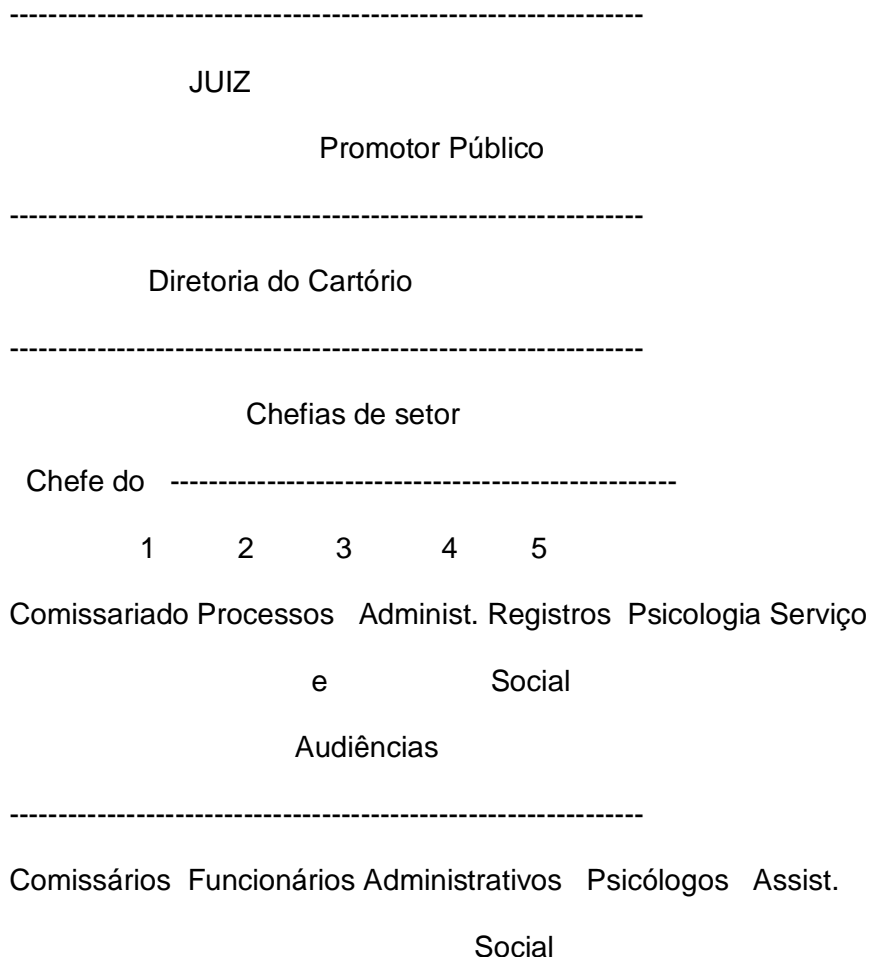 -----------------------------------------------------------------
JUIZ
Promotor Público
-----------------------------------------------------------------
Diretoria do Cartório
-----------------------------------------------------------------
Chefias de setor
Chefe do ----------------------------------------------------
1 2 3 4 5
Comissariado Processos Administ. Registros Psicologia Serviço
e Social
Audiências
-----------------------------------------------------------------
Comissários Funcionários Administrativos Psicólogos Assist.
Social